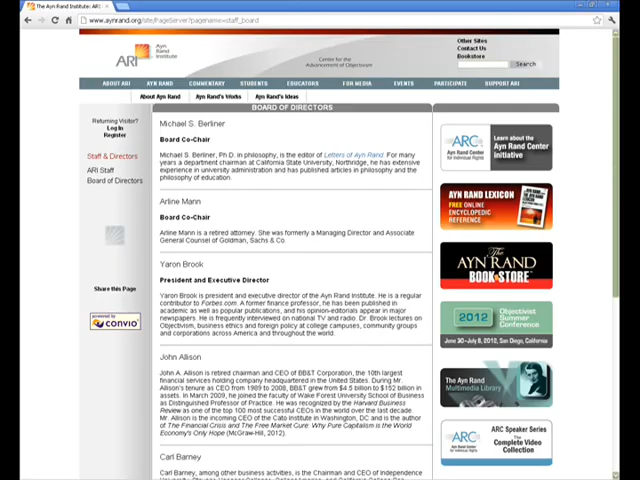 The Ayn Rand Institute: AR
www.aynrand.org/site/PageServer?pagename=staff_board
ARI
Ayn
Rand
Institute
Center for the
Advancement of Objectivism
Other Sites
Contact Us
Bookstore
Search
ABOUT ARI AYN RAND COMMENTARY STUDENTS EDUCATORS FOR MEDIA EVENTS PARTICIPATE SUPPORT ARI
About Ayn Rand Ayn Rand's Works Ayn Rand's Ideas
Returning Visitor?
Log In
Register
Staff & Directors
ARI Staff
Board of Directors
Share this Page
powered by
convio
BOARD OF DIRECTORS
Michael S. Berliner
Board Co-Chair
Michael S. Berliner, Ph D. in philosophy, is the editor of Letters of Ayn Rand. For many
years a department chairman at California State University, Northridge, he has extensive
experience in university administration and has published articles in philosophy and the
philosophy of education.
Arline Mann
Board Co-Chair
Arline Mann is a retired attorney. She was formerly a Managing Director and Associate
General Counsel of Goldman, Sachs & Co.
Yaron Brook
President and Executive Director
Yaron Brook is president and executive director of the Ayn Rand Institute. He is a regular
contributor to Forbes.com. A former finance professor, he has been published in
academic as well as popular publications, and his opinion-editorials appear in major
newspapers. He is frequently interviewed on national TV and radio. Dr. Brook lectures on
Objectivism, business ethics and foreign policy at college campuses, community groups
and corporations across America and throughout the world.
John Allison
John A. Allison is retired chairman and CEO of BB&T Corporation, the 10th largest
financial services holding company headquartered in the United States. During Mr.
Allison's tenure as CEO from 1989 to 2008, BB&T grew from $4.5 billion to $152 billion in
assets. In March 2009, he joined the faculty of Wake Forest University School of Business
as Distinguished Professor of Practice. He was recognized by the Harvard Business
Review as one of the top 100 most successful CEOs in the world over the last decade.
Mr. Allison is the incoming CEO of the Cato Institute in Washington, DC and is the author
of The Financial Crisis and The Free Market Cure: Why Pure Capitalism is the World
Economy's Only Hope (McGraw-Hill, 2012).
Carl Barney
Carl Barney, among other business activities, is the Chairman and CEO of Independence
ARC
Ayn Rand Center
for Individual Rights
Learn about the
Ayn Rand Center
initiative
AYN RAND LEXICON
FREE ONLINE
ENCYCLOPEDIC
REFERENCE
The
AYN RAND
BOOKSTORE
2012
Objectivist
Summer
Conference
June 30-July 8, 2012, San Diego, California
The Ayn Rand
Multimedia Library
ARC
Ayn Rand Center
for Individual Rights
ARC Speaker Series
The
Complete Video
Collection